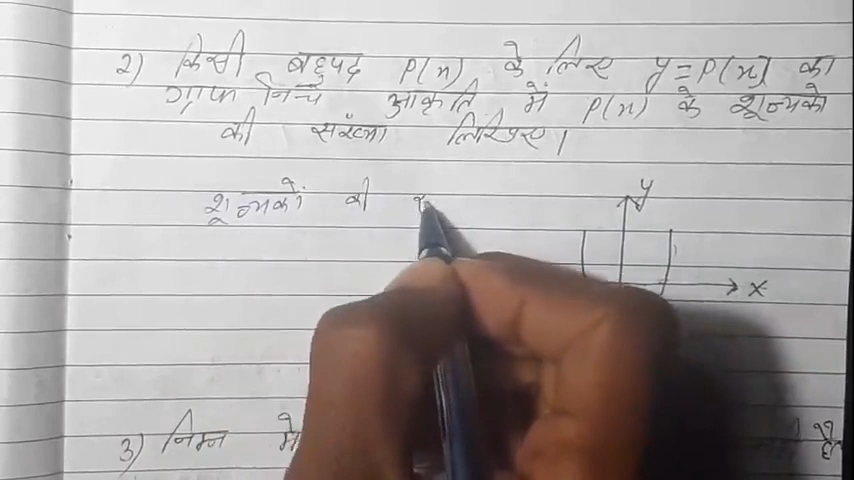 2) किसी बहुपद P(n) के लिए y=P(n) का
ग्राफ निम्न आकृति में P(n) के शून्यको
की संख्या लिखिए।
शून्यकों की
y
x
3) निम्न मे